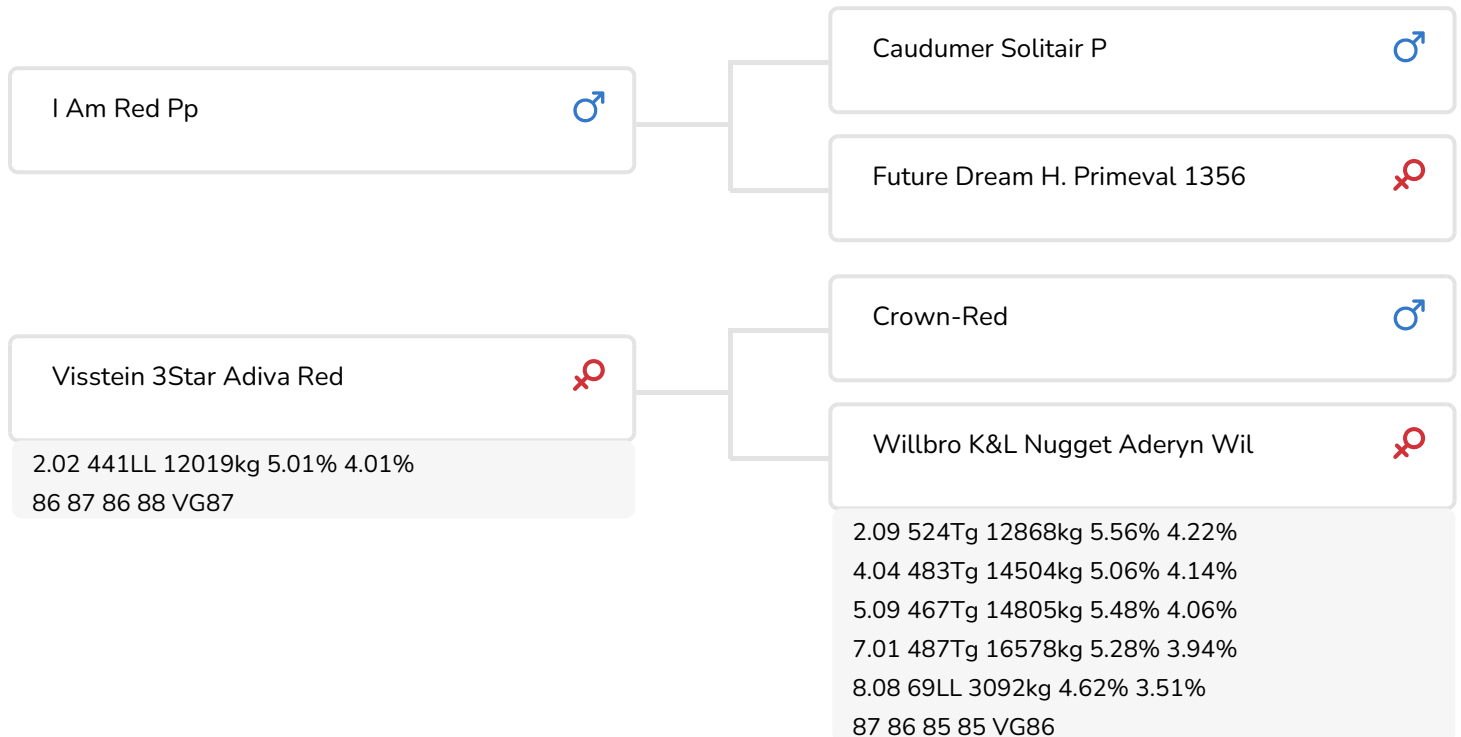 I Am Red Pp
Caudumer Solitair P
Future Dream H. Primeval 1356
Visstein 3Star Adiva Red
2.02 441LL 12019kg 5.01% 4.01%
86 87 86 88 VG87
Crown-Red
Willbro K&L Nugget Aderyn Wil
2.09 524Tg 12868kg 5.56% 4.22%
4.04 483Tg 14504kg 5.06% 4.14%
5.09 467Tg 14805kg 5.48% 4.06%
7.01 487Tg 16578kg 5.28% 3.94%
8.08 69LL 3092kg 4.62% 3.51%
87 86 85 85 VG86